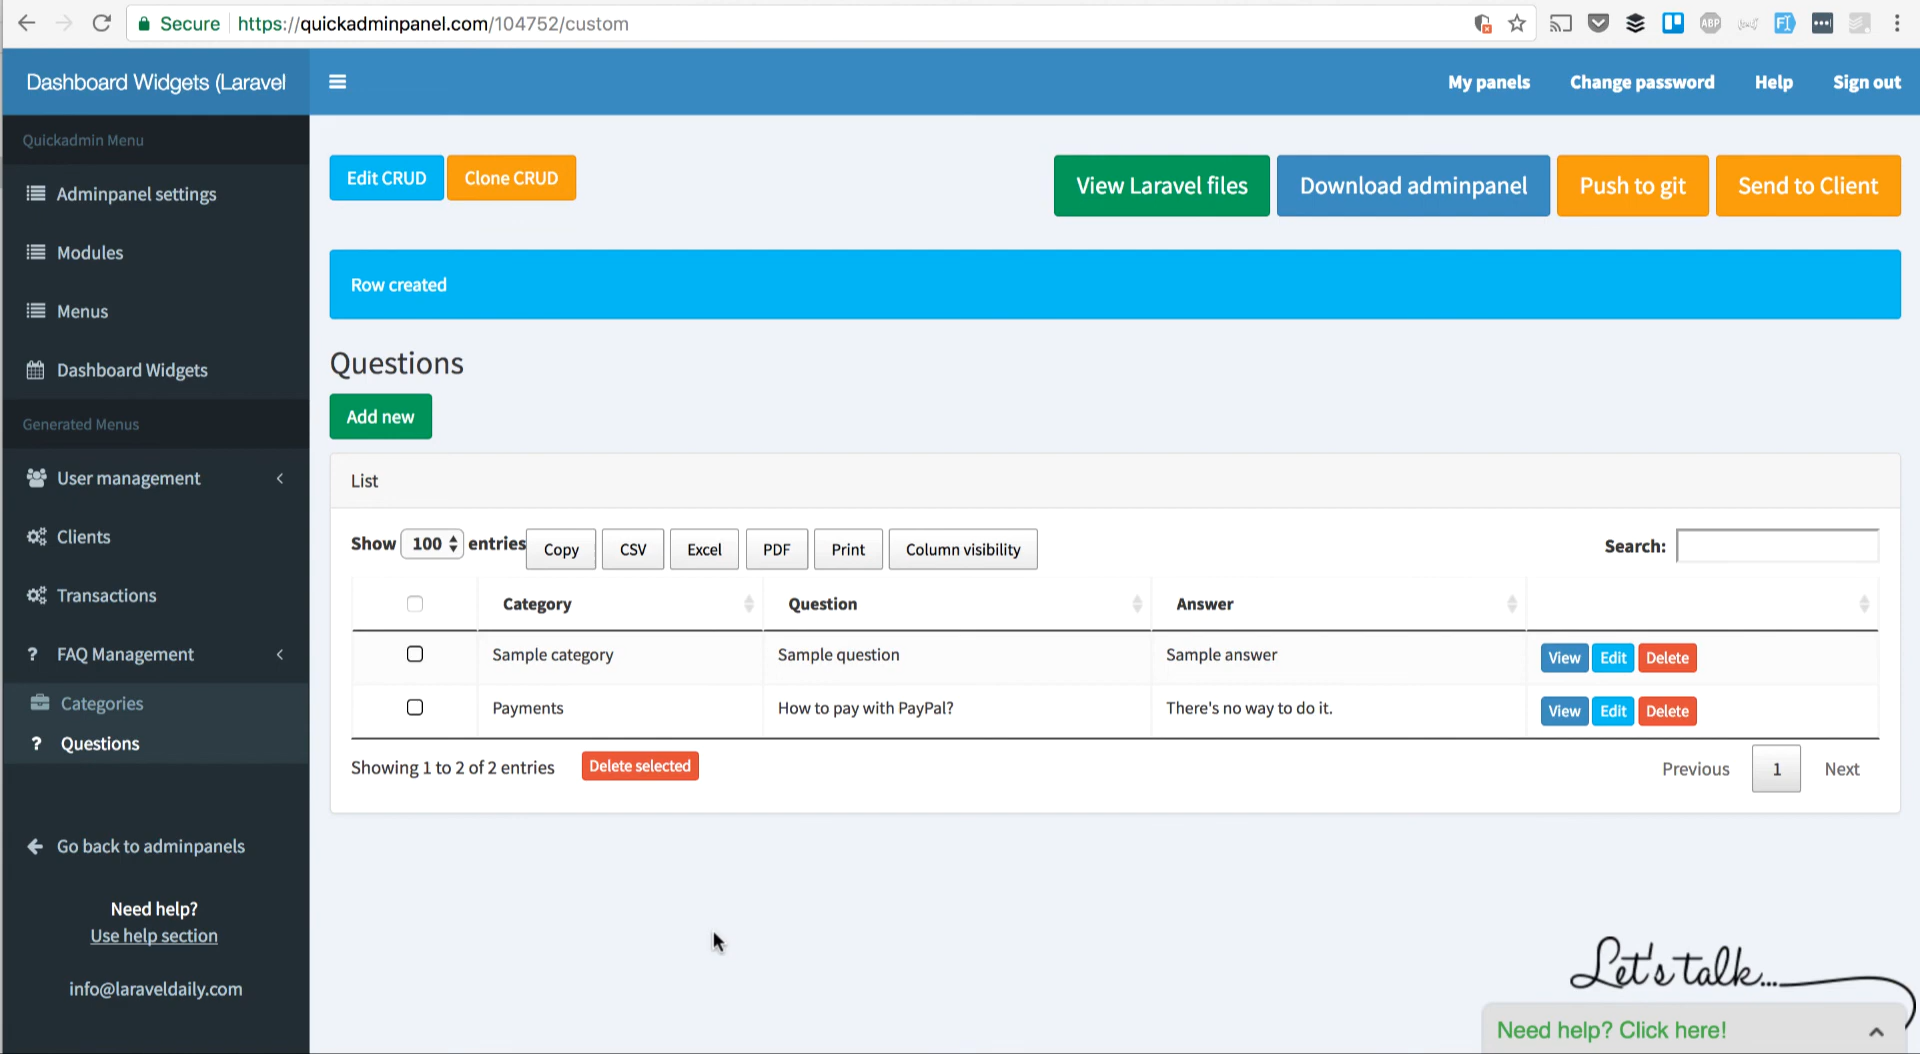 Secure https://quickadminpanel.com/104752/custom
Dashboard Widgets (Laravel
My panels Change password Help Sign out
Quickadmin Menu
Adminpanel settings
Modules
Menus
Dashboard Widgets
Generated Menus
User management
Clients
Transactions
? FAQ Management
Categories
? Questions
Go back to adminpanels
Need help?
Use help section
info@laraveldaily.com
Edit CRUD Clone CRUD
View Laravel files Download adminpanel Push to git Send to Client
Row created
Questions
Add new
List
Show 100 entries Copy CSV Excel PDF Print Column visibility Search:
Category Question Answer
Sample category Sample question Sample answer View Edit Delete
Payments How to pay with PayPal? There's no way to do it. View Edit Delete
Showing 1 to 2 of 2 entries Delete selected Previous 1 Next
Let's talk...
Need help? Click here!
ABP